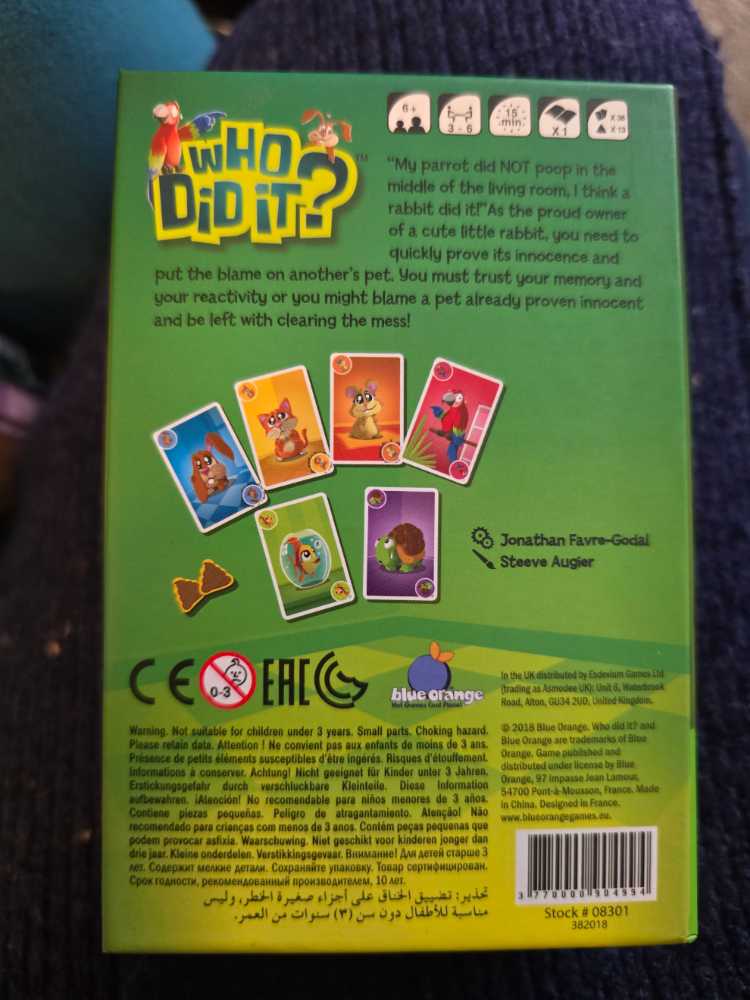 WHO
DiD iT?™
6+
3 - 6
15
min.
X 1
X 36
X 13
"My parrot did NOT poop in the
middle of the living room, I think a
rabbit did it!"As the proud owner
of a cute little rabbit, you need to
quickly prove its innocence and
put the blame on another's pet. You must trust your memory and
your reactivity or you might blame a pet already proven innocent
and be left with clearing the mess!
Jonathan Favre-Godal
Steeve Augier
CE
0-3
EAC
blue orange
Hot Games Cool Planet
In the UK distributed by Esdevium Games Ltd
(trading as Asmodee UK): Unit 6, Waterbrook
Road, Alton, GU34 2UD, United Kingdom.
© 2018 Blue Orange. Who did it? and
Blue Orange are trademarks of Blue
Orange. Game published and
distributed under license by Blue
Orange, 97 impasse Jean Lamour,
54700 Pont-à-Mousson, France. Made
in China. Designed in France.
www.blueorangegames.eu.
Warning. Not suitable for children under 3 years. Small parts. Choking hazard.
Please retain data. Attention ! Ne convient pas aux enfants de moins de 3 ans.
Présence de petits éléments susceptibles d'être ingérés. Risques d'étouffement.
Informations à conserver. Achtung! Nicht geeignet für Kinder unter 3 Jahren.
Erstickungsgefahr durch verschluckbare Kleinteile. Diese Information
aufbewahren. ¡Atención! No recomendado para niños menores de 3 años.
Contiene piezas pequeñas. Peligro de atragantamiento. Atenção! Não
recomendado para crianças com menos de 3 anos. Contém peças pequenas que
podem provocar asfixia. Waarschuwing. Niet geschikt voor kinderen jonger dan
drie jaar. Kleine onderdelen. Verstikkingsgevaar. Внимание! Для детей старше 3
лет. Содержит мелкие детали. Сохраняйте упаковку. Товар сертифицирован.
Срок годности, рекомендованный производителем, 10 лет.
تحذير: تضييق الخناق على أجزاء صغيرة الخطر، وليس
مناسبة للأطفال دون سن (٣) سنوات من العمر.
3 770000 904994
Stock # 08301
382018